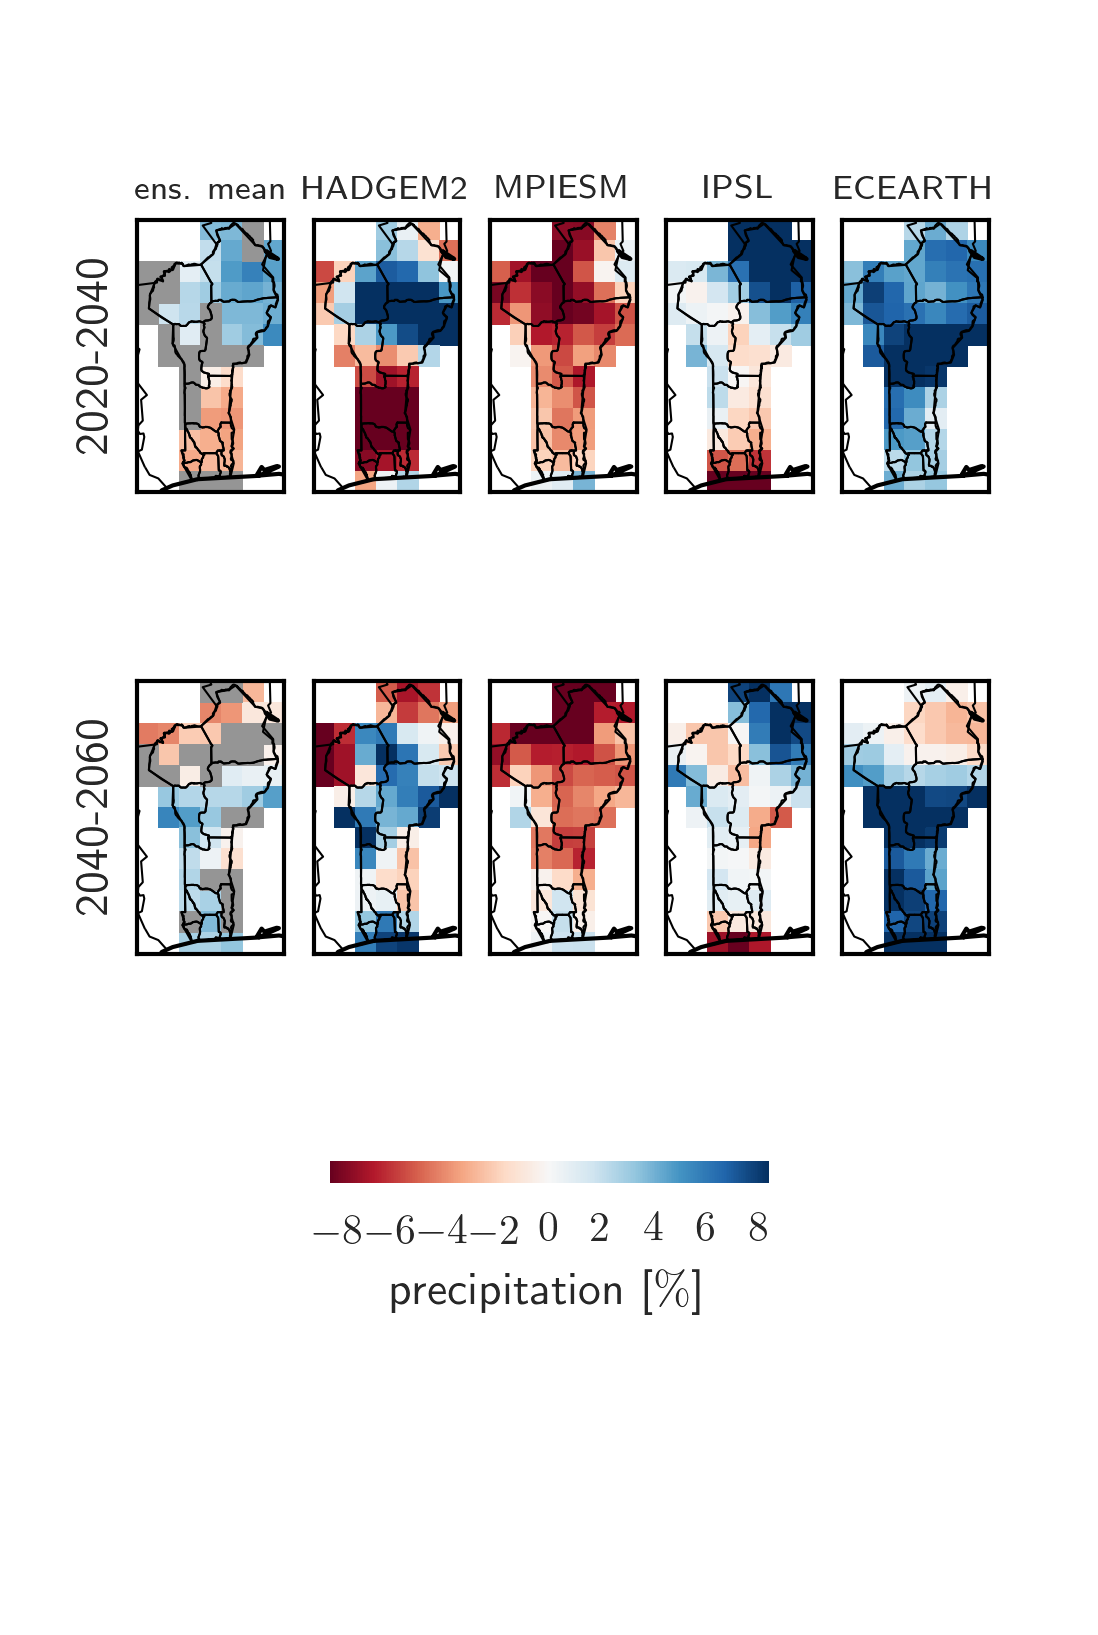 ens. mean HADGEM2 MPIESM IPSL ECEARTH
2020-2040
2040-2060
−8 −6 −4 −2 0 2 4 6 8
precipitation [%]